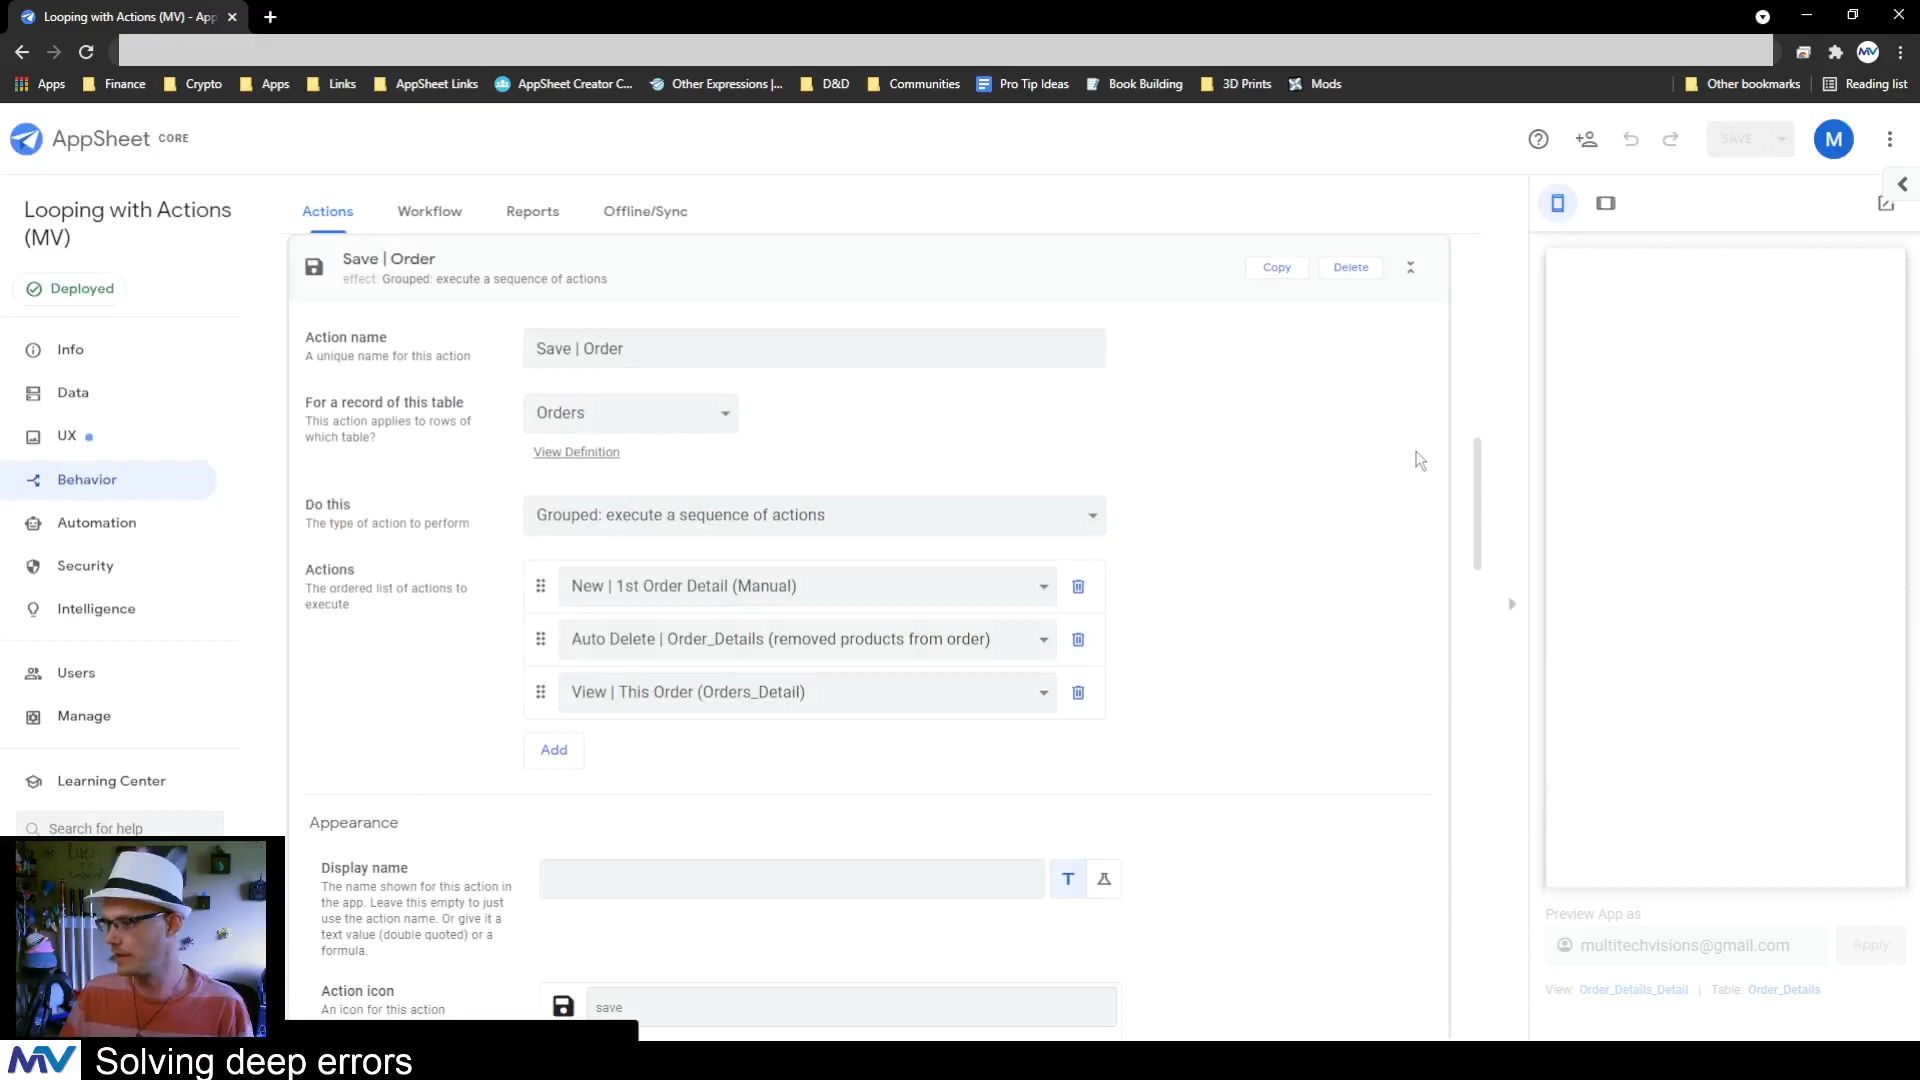 Looping with Actions (MV) - App
Apps
Finance
Crypto
Apps
Links
AppSheet Links
AppSheet Creator C...
Other Expressions |...
D&D
Communities
Pro Tip Ideas
Book Building
3D Prints
Mods
Other bookmarks
Reading list
MV
AppSheet CORE
SAVE
M
Looping with Actions
(MV)
Deployed
Info
Data
UX
Behavior
Automation
Security
Intelligence
Users
Manage
Learning Center
Search for help
Actions
Workflow
Reports
Offline/Sync
Save | Order
effect: Grouped: execute a sequence of actions
Copy
Delete
Action name
A unique name for this action
Save | Order
For a record of this table
This action applies to rows of
which table?
Orders
View Definition
Do this
The type of action to perform
Grouped: execute a sequence of actions
Actions
The ordered list of actions to
execute
New | 1st Order Detail (Manual)
Auto Delete | Order_Details (removed products from order)
View | This Order (Orders_Detail)
Add
Appearance
Display name
The name shown for this action in
the app. Leave this empty to just
use the action name. Or give it a
text value (double quoted) or a
formula.
T
Action icon
An icon for this action
save
Preview App as
multitechvisions@gmail.com
Apply
View: Order_Details_Detail | Table: Order_Details
MV Solving deep errors